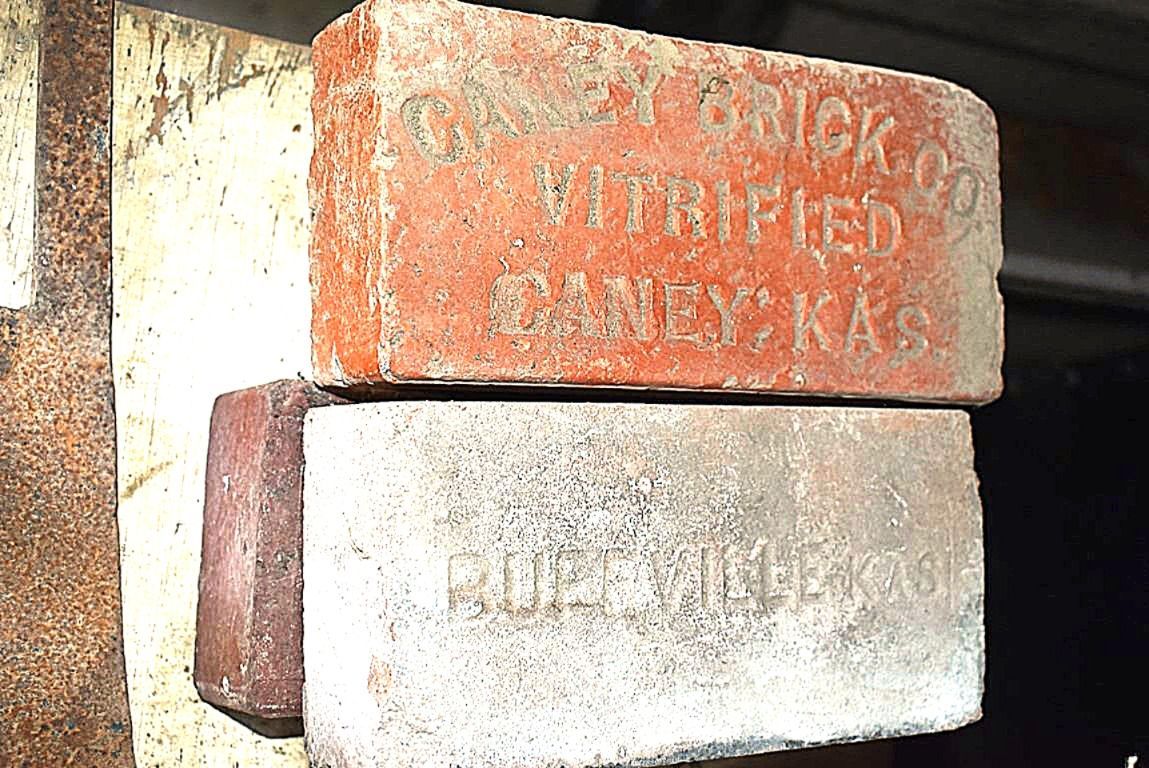 CANEY BRICK CO.
VITRIFIED
CANEY, KAS.
BUFFVILLE KAS